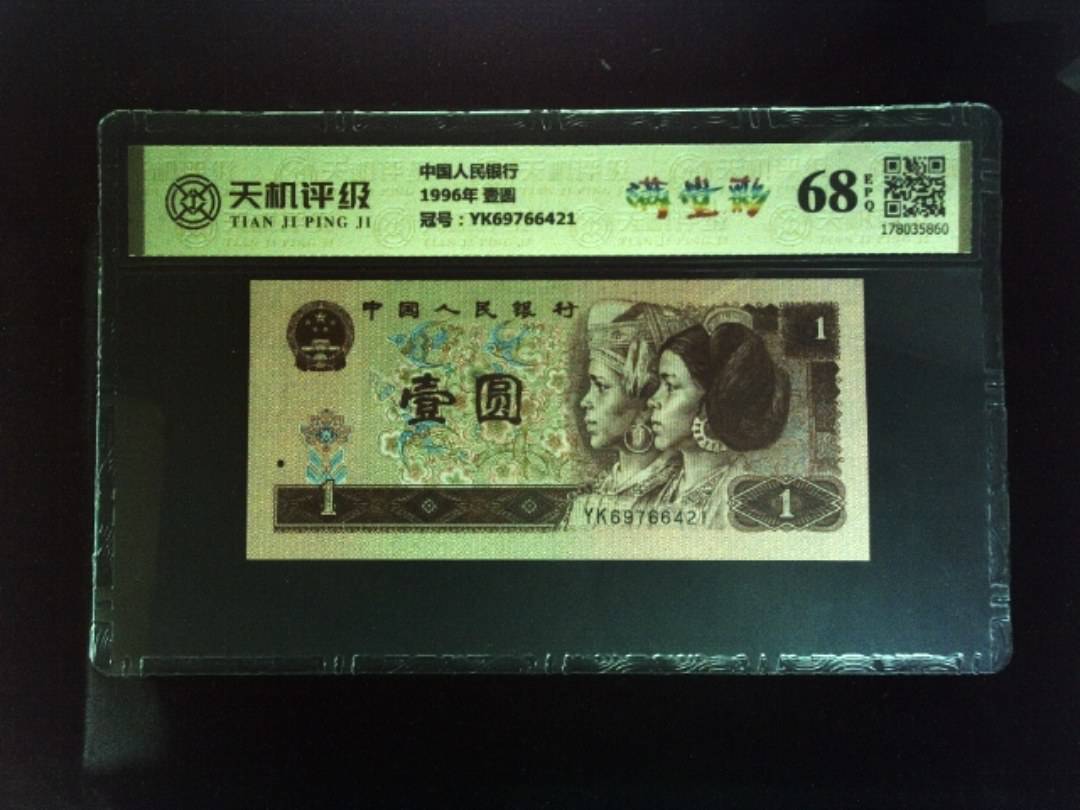 天机评级
TIAN JI PING JI
中国人民银行
1996年 壹圆
冠号：YK69766421
满堂彩
68
EPQ
178035860
中国人民银行
1
壹圆
1
YK69766421
1